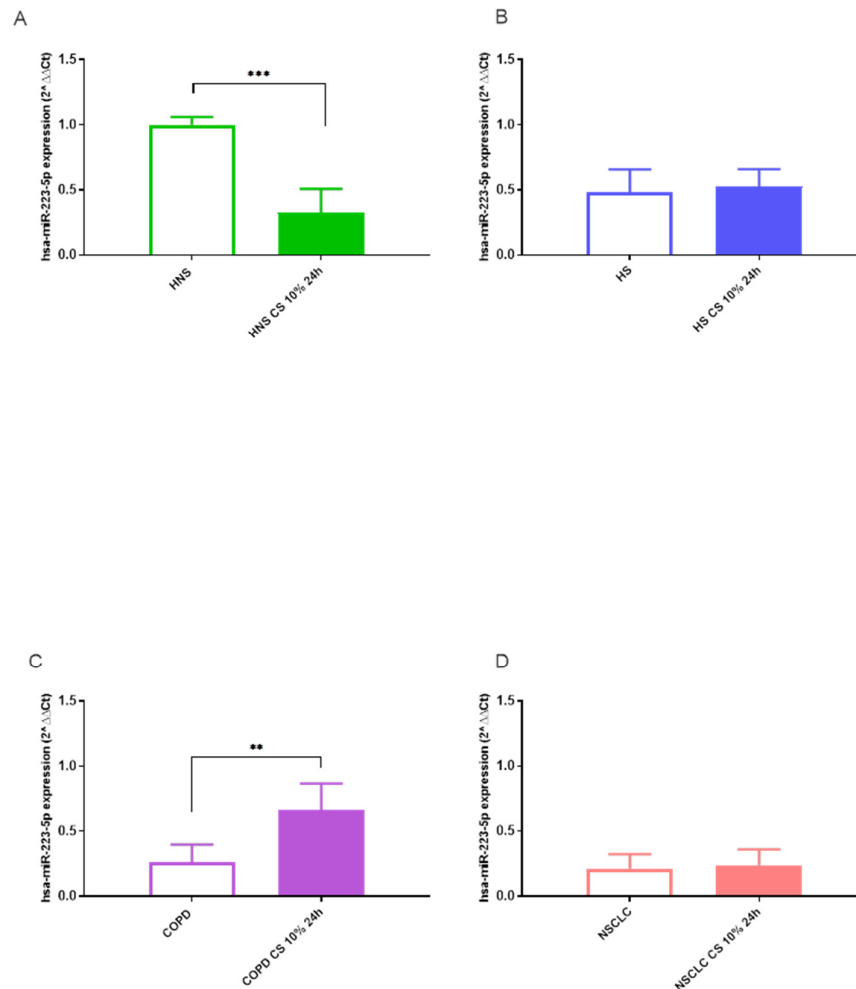 A
hsa-miR-223-5p expression (2^ΔΔCt)
1.5
1.0
0.5
0.0
***
HNS
HNS CS 10% 24h
B
hsa-miR-223-5p expression (2^ΔΔCt)
1.5
1.0
0.5
0.0
HS
HS CS 10% 24h
C
hsa-miR-223-5p expression (2^ΔΔCt)
1.5
1.0
0.5
0.0
**
COPD
COPD CS 10% 24h
D
hsa-miR-223-5p expression (2^ΔΔCt)
1.5
1.0
0.5
0.0
NSCLC
NSCLC CS 10% 24h